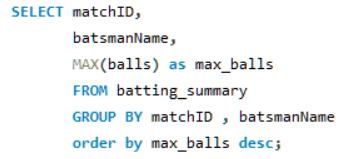 SELECT matchID,
batsmanName,
MAX(balls) as max_balls
FROM batting_summary
GROUP BY matchID , batsmanName
order by max_balls desc;